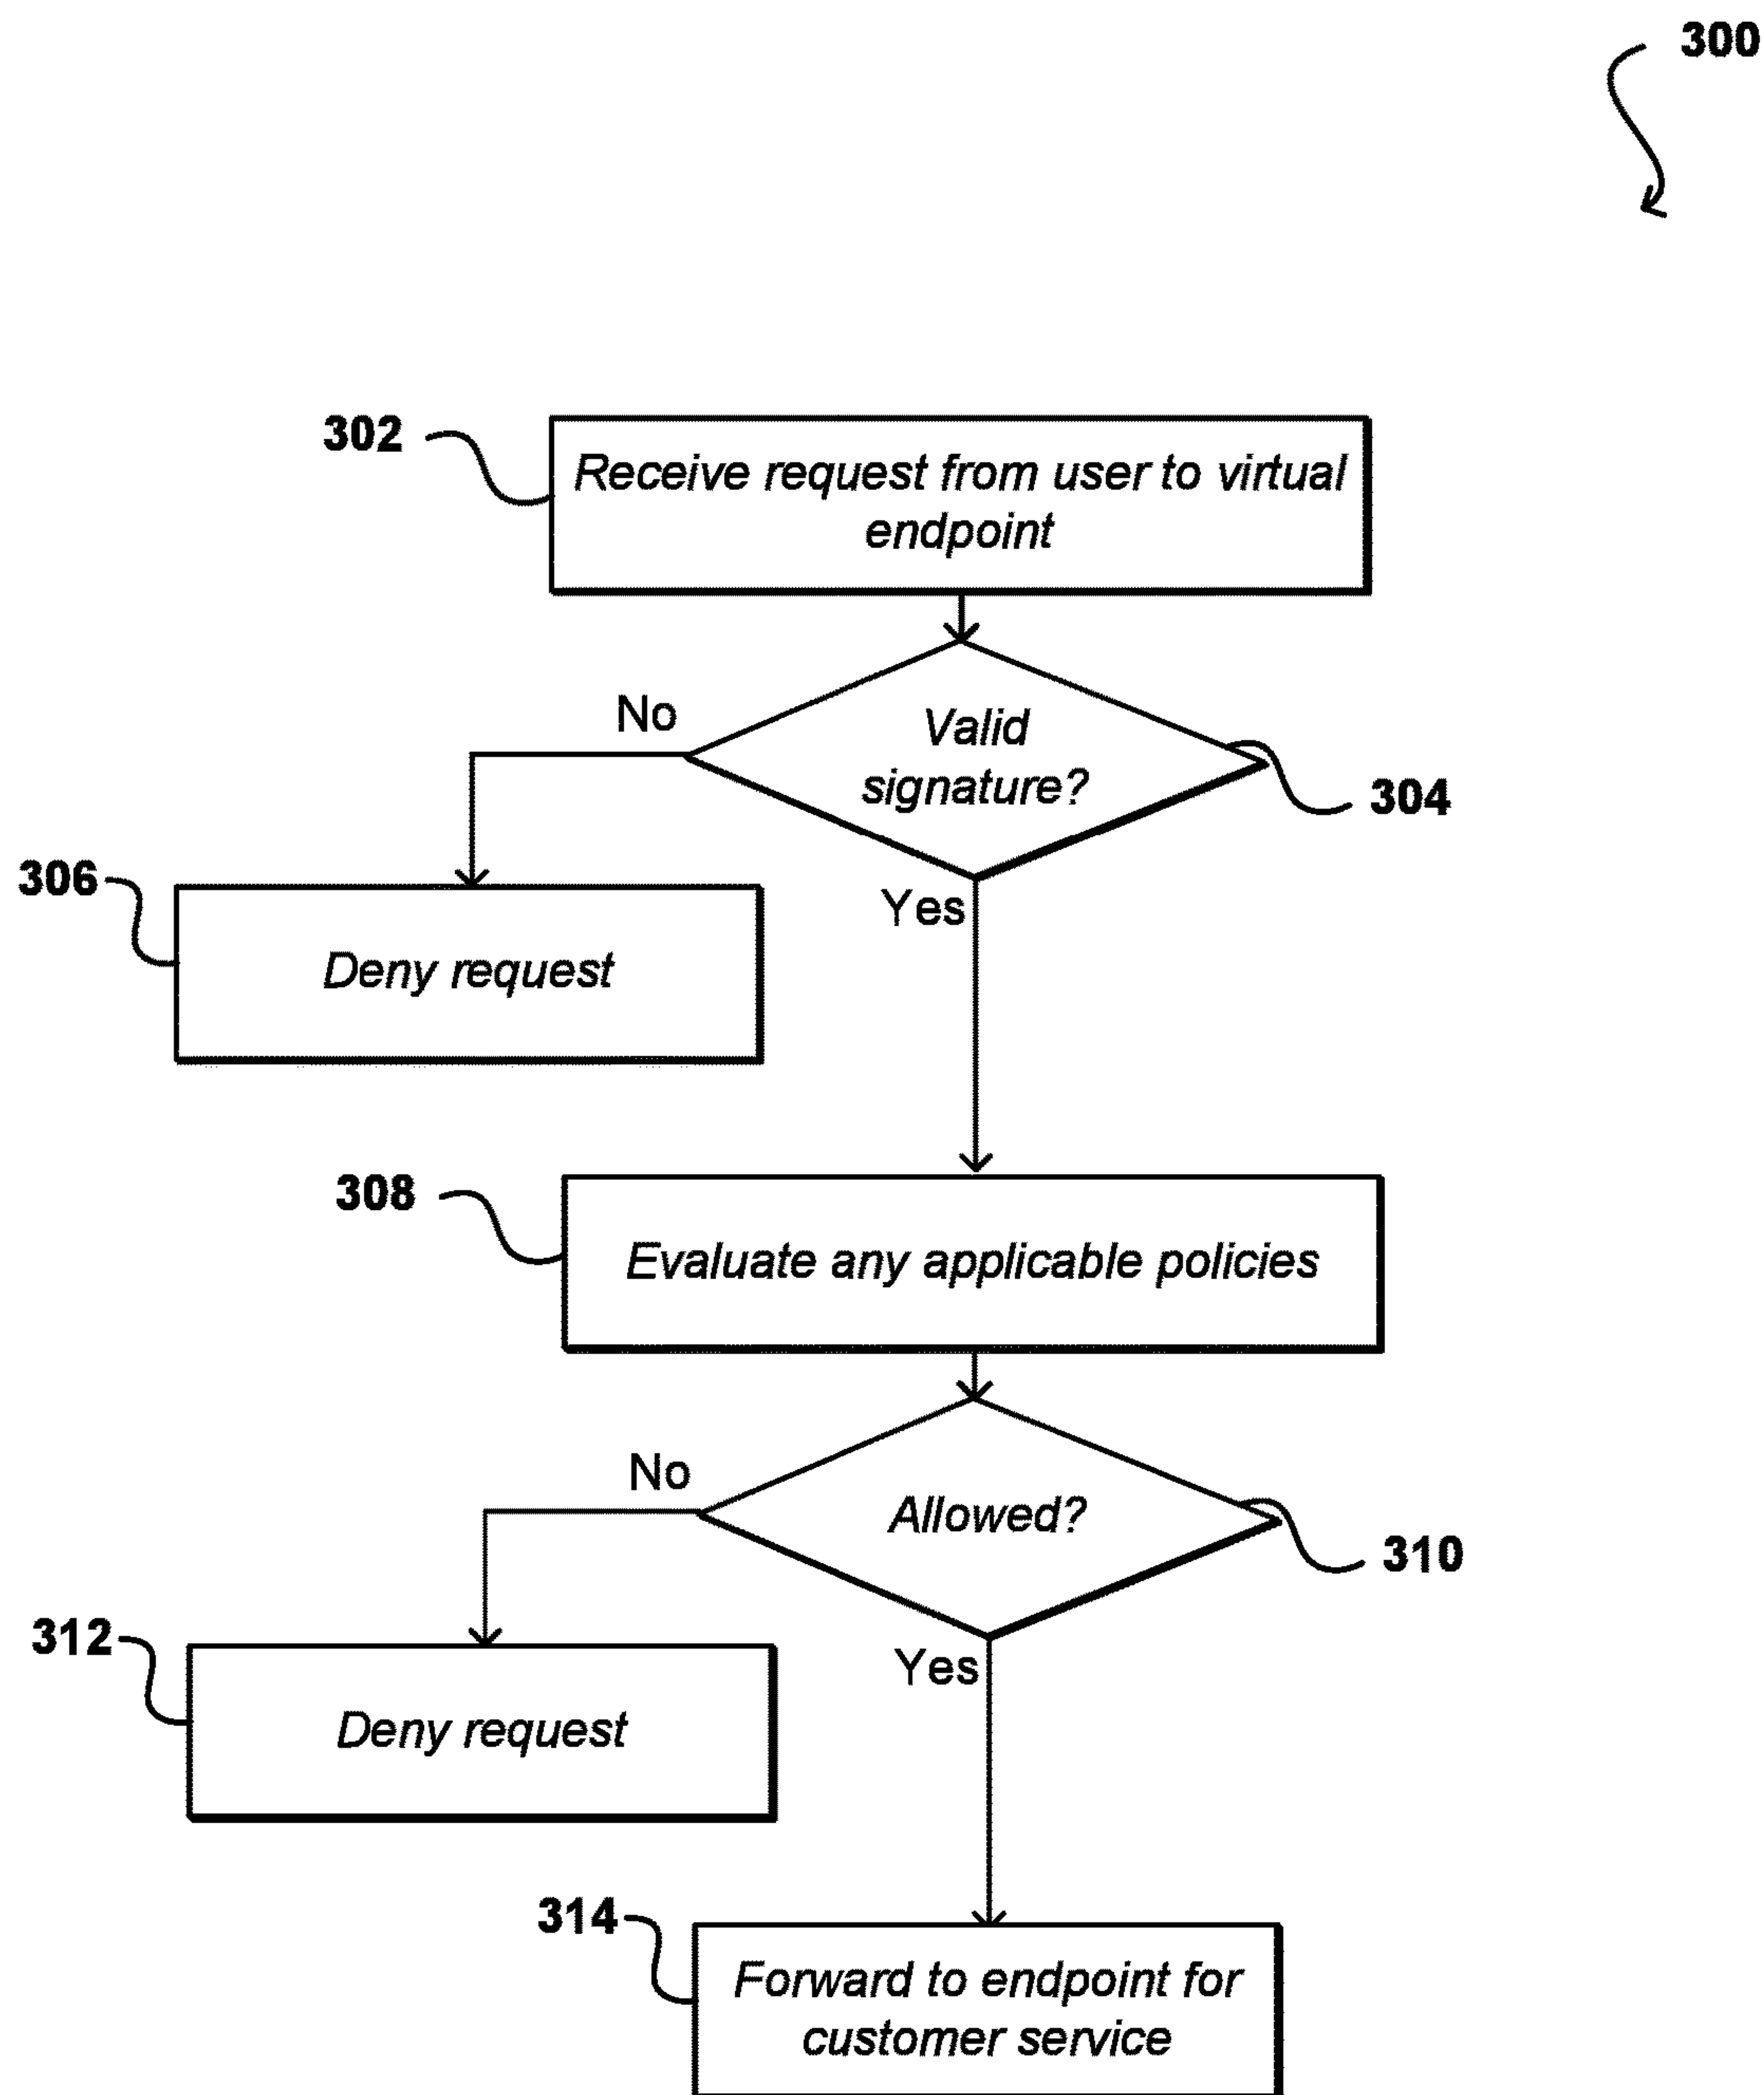 300
302
Receive request from user to virtual
endpoint
No
Valid
signature?
304
306
Yes
Deny request
308
Evaluate any applicable policies
No
Allowed?
310
312
Yes
Deny request
314
Forward to endpoint for
customer service